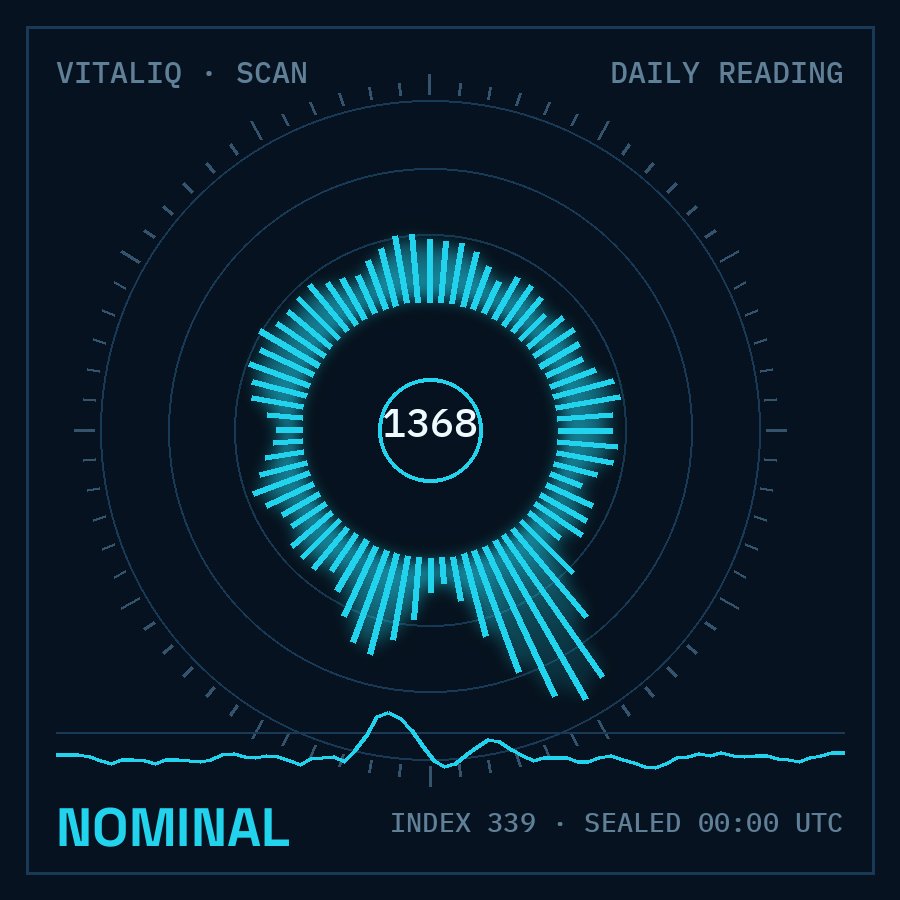 VITALIQ · SCAN
DAILY READING
1368
NOMINAL
INDEX 339 · SEALED 00:00 UTC